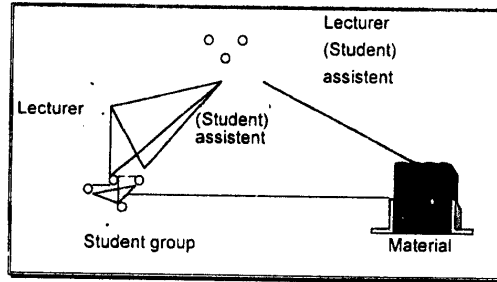 Lecturer
(Student)
assistent
Lecturer
(Student)
assistent
Student group
Material